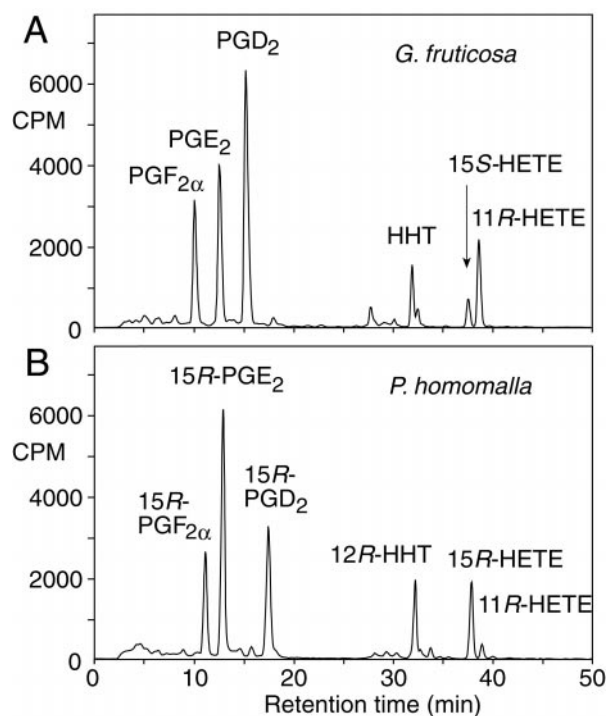 A
G. fruticosa
PGD2
6000
CPM
PGE2
4000
PGF2α
15S-HETE
11R-HETE
HHT
2000
0
B
15R-PGE2
P. homomalla
6000
CPM
15R-
PGD2
4000
15R-
PGF2α
12R-HHT
15R-HETE
11R-HETE
2000
0
0 10 20 30 40 50
Retention time (min)